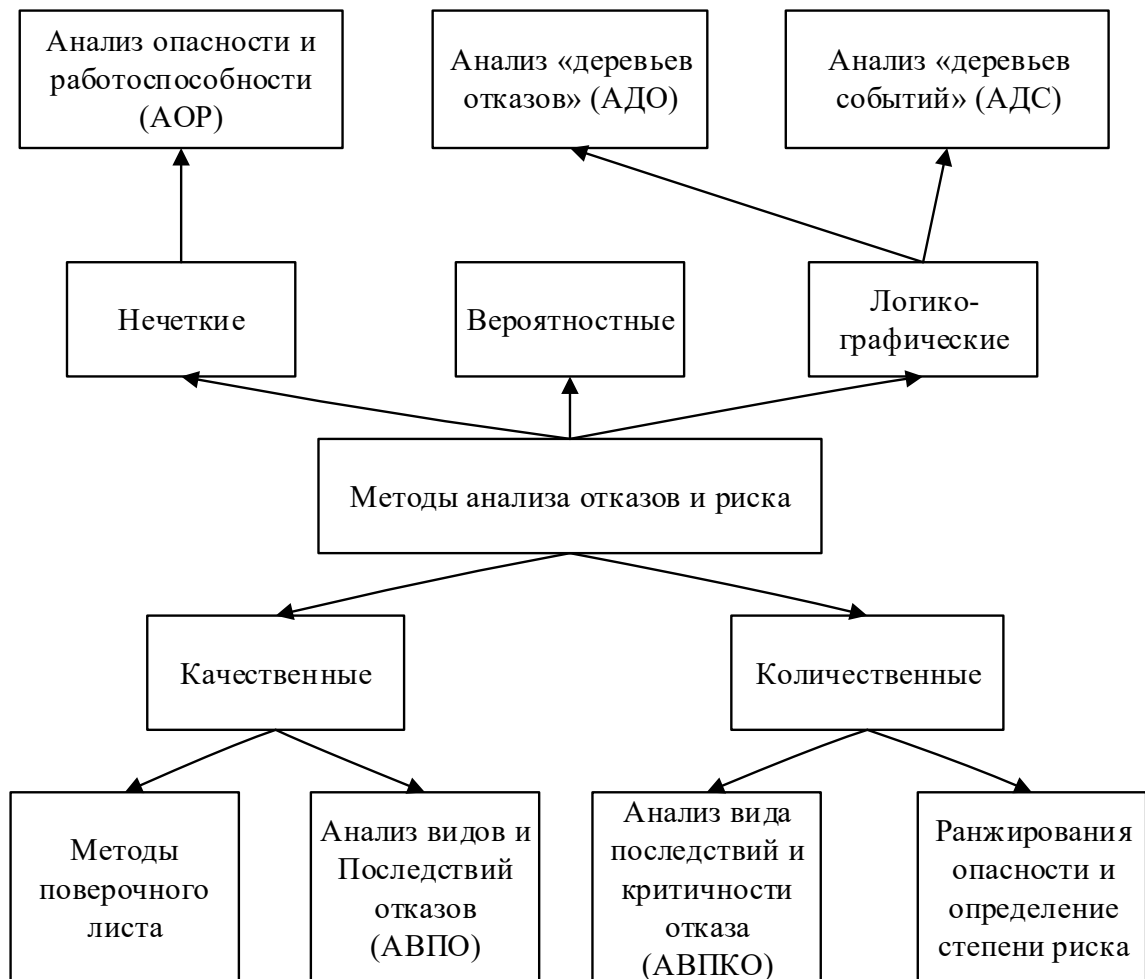 Анализ опасности и
работоспособности
(АОР)
Анализ «деревьев
отказов» (АДО)
Анализ «деревьев
событий» (АДС)
Нечеткие
Вероятностные
Логико-
графические
Методы анализа отказов и риска
Качественные
Количественные
Методы
поверочного
листа
Анализ видов и
Последствий
отказов
(АВПО)
Анализ вида
последствий и
критичности
отказа
(АВПКО)
Ранжирования
опасности и
определение
степени риска